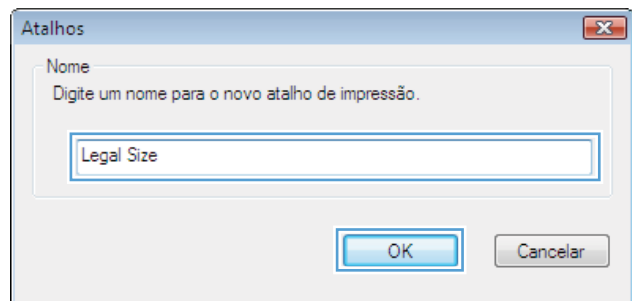 Atalhos
Nome
Digite um nome para o novo atalho de impressão.
Legal Size
OK
Cancelar